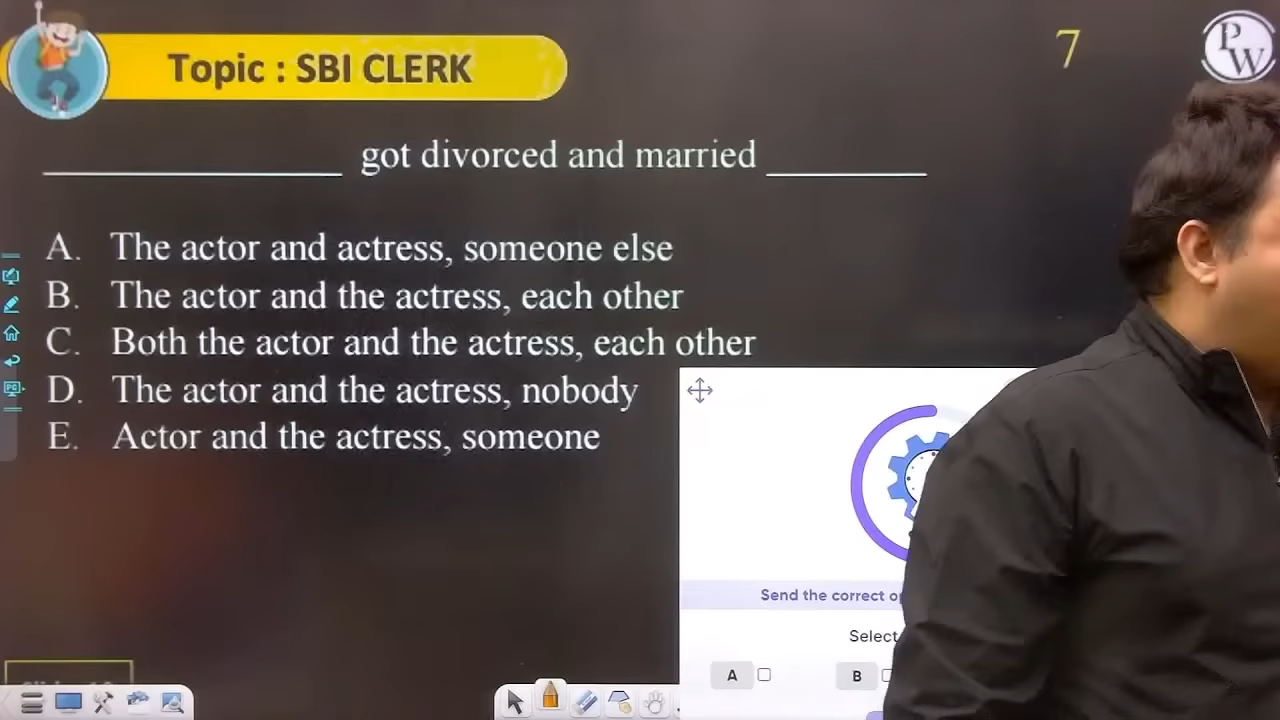 Topic : SBI CLERK
7
PW
____________ got divorced and married ______
A. The actor and actress, someone else
B. The actor and the actress, each other
C. Both the actor and the actress, each other
D. The actor and the actress, nobody
E. Actor and the actress, someone
Send the correct
Select
A
B